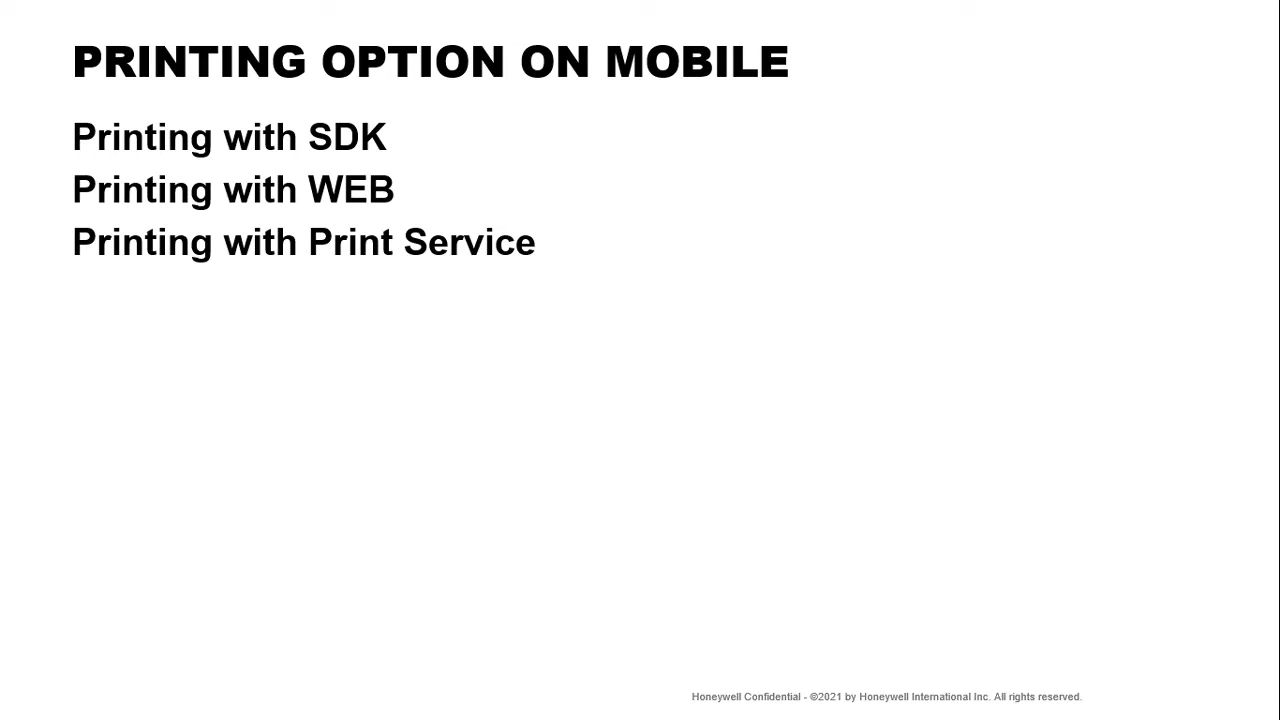 PRINTING OPTION ON MOBILE
Printing with SDK
Printing with WEB
Printing with Print Service
Honeywell Confidential - ©2021 by Honeywell International Inc. All rights reserved.